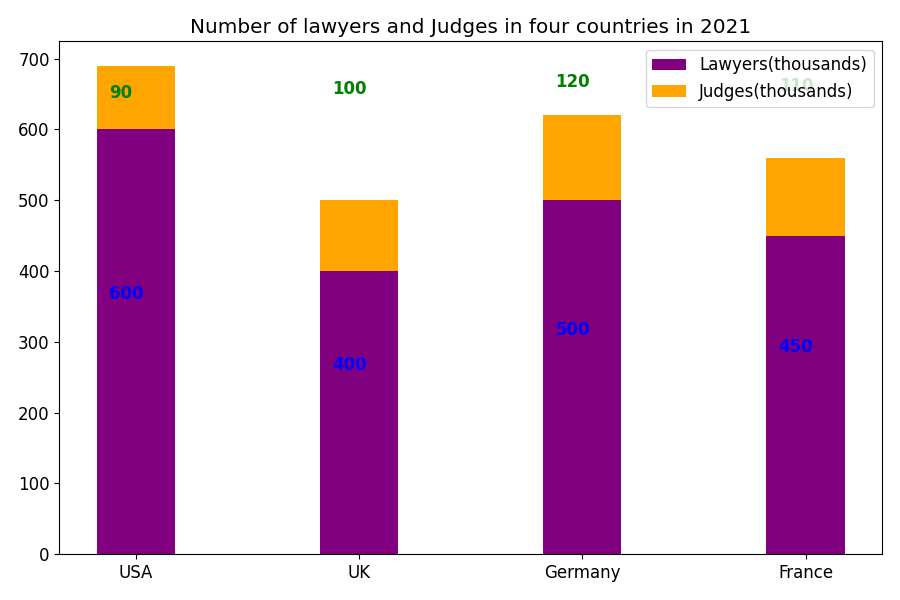 Number of lawyers and Judges in four countries in 2021
700
600
500
400
300
200
100
0
Lawyers(thousands)
Judges(thousands)
90
100
120
110
600
400
500
450
USA
UK
Germany
France